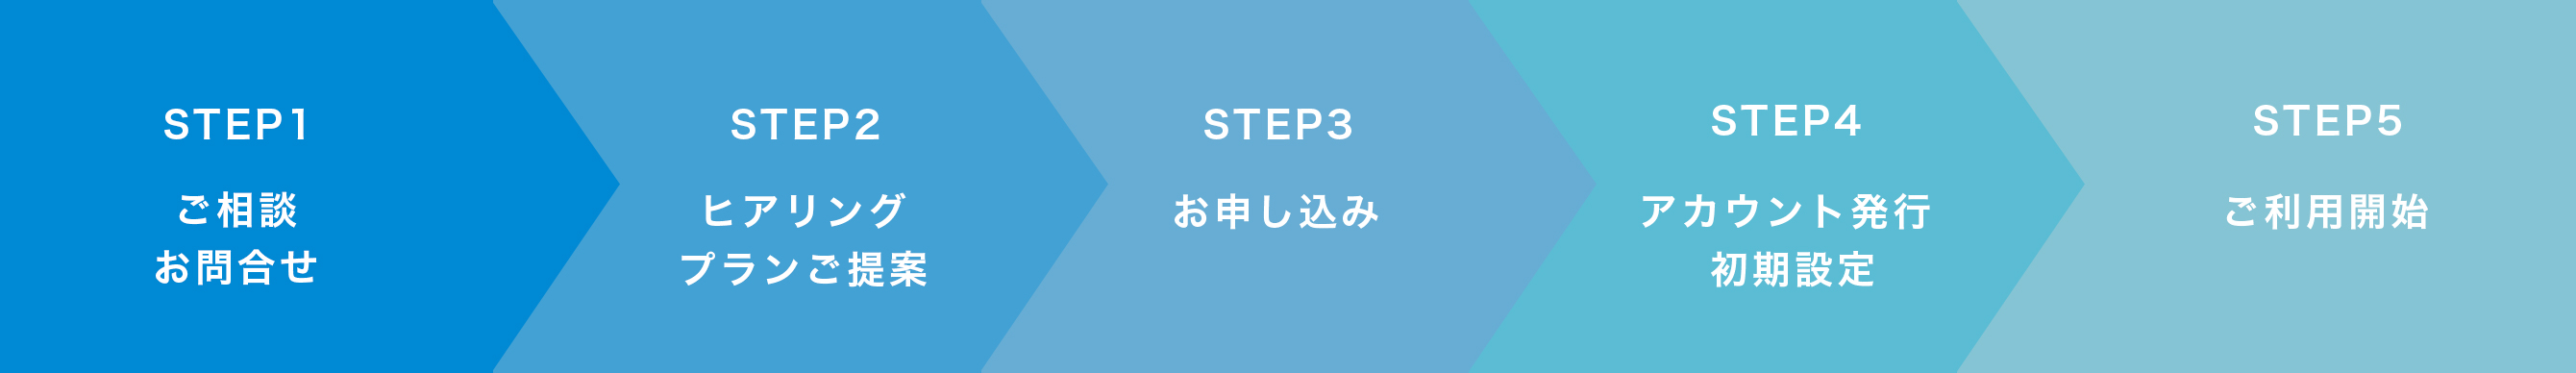 STEP1
ご相談
お問合せ
STEP2
ヒアリング
プランご提案
STEP3
お申し込み
STEP4
アカウント発行
初期設定
STEP5
ご利用開始